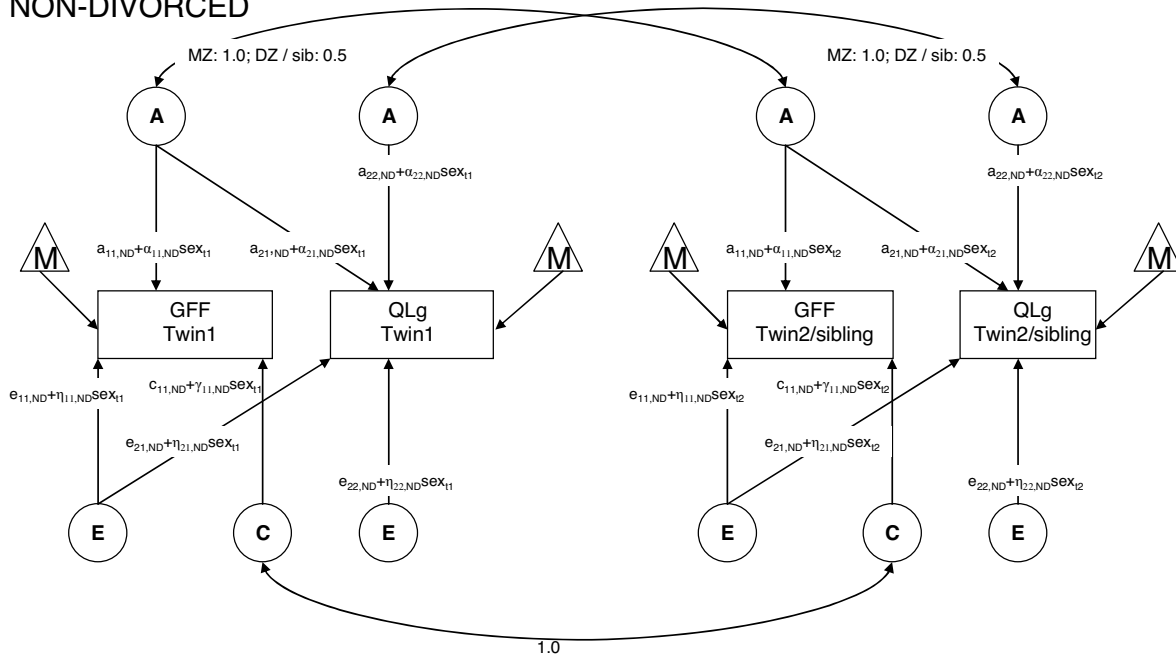 NON-DIVORCED
MZ: 1.0; DZ / sib: 0.5
MZ: 1.0; DZ / sib: 0.5
A
A
A
A
a22,ND+α22,NDsext1
a22,ND+α22,NDsext2
M
a11,ND+α11,NDsext1
a21,ND+α21,NDsext1
M
M
a11,ND+α11,NDsext2
a21,ND+α21,NDsext2
M
GFF
Twin1
QLg
Twin1
GFF
Twin2/sibling
QLg
Twin2/sibling
e11,ND+η11,NDsext1
c11,ND+γ11,NDsext1
e11,ND+η11,NDsext2
c11,ND+γ11,NDsext2
e21,ND+η21,NDsext1
e21,ND+η21,NDsext2
e22,ND+η22,NDsext1
e22,ND+η22,NDsext2
E
C
E
E
C
E
1.0